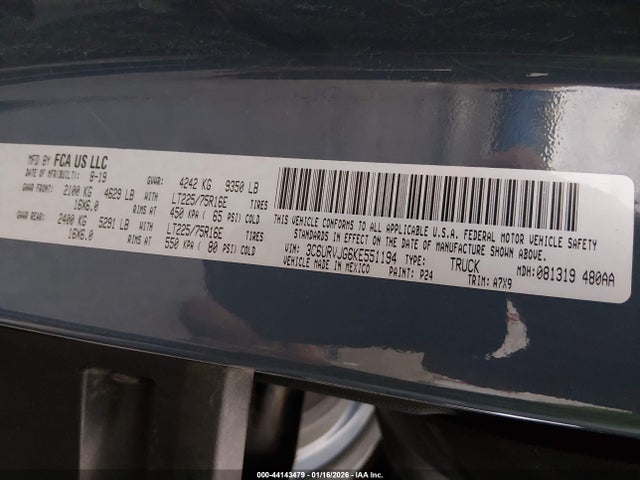 MFD BY FCA US LLC
DATE OF MFR(BUILT): 8-19 GVWR: 4242 KG 9350 LB
GAWR FRONT: 2100 KG 4629 LB WITH LT225/75R16E TIRES
16X6.0 RIMS AT 450 KPA ( 65 PSI) COLD
GAWR REAR: 2400 KG 5291 LB WITH LT225/75R16E TIRES
16X6.0 RIMS AT 550 KPA ( 80 PSI) COLD
THIS VEHICLE CONFORMS TO ALL APPLICABLE U.S.A. FEDERAL MOTOR VEHICLE SAFETY
STANDARDS IN EFFECT ON THE DATE OF MANUFACTURE SHOWN ABOVE.
VIN: 3C6URVJG6KE551194 TYPE: TRUCK MDH: 081319 480AA
MADE IN MEXICO PAINT: P24 TRIM: A7X9
000-44143479 - 01/16/2026 - IAA Inc.